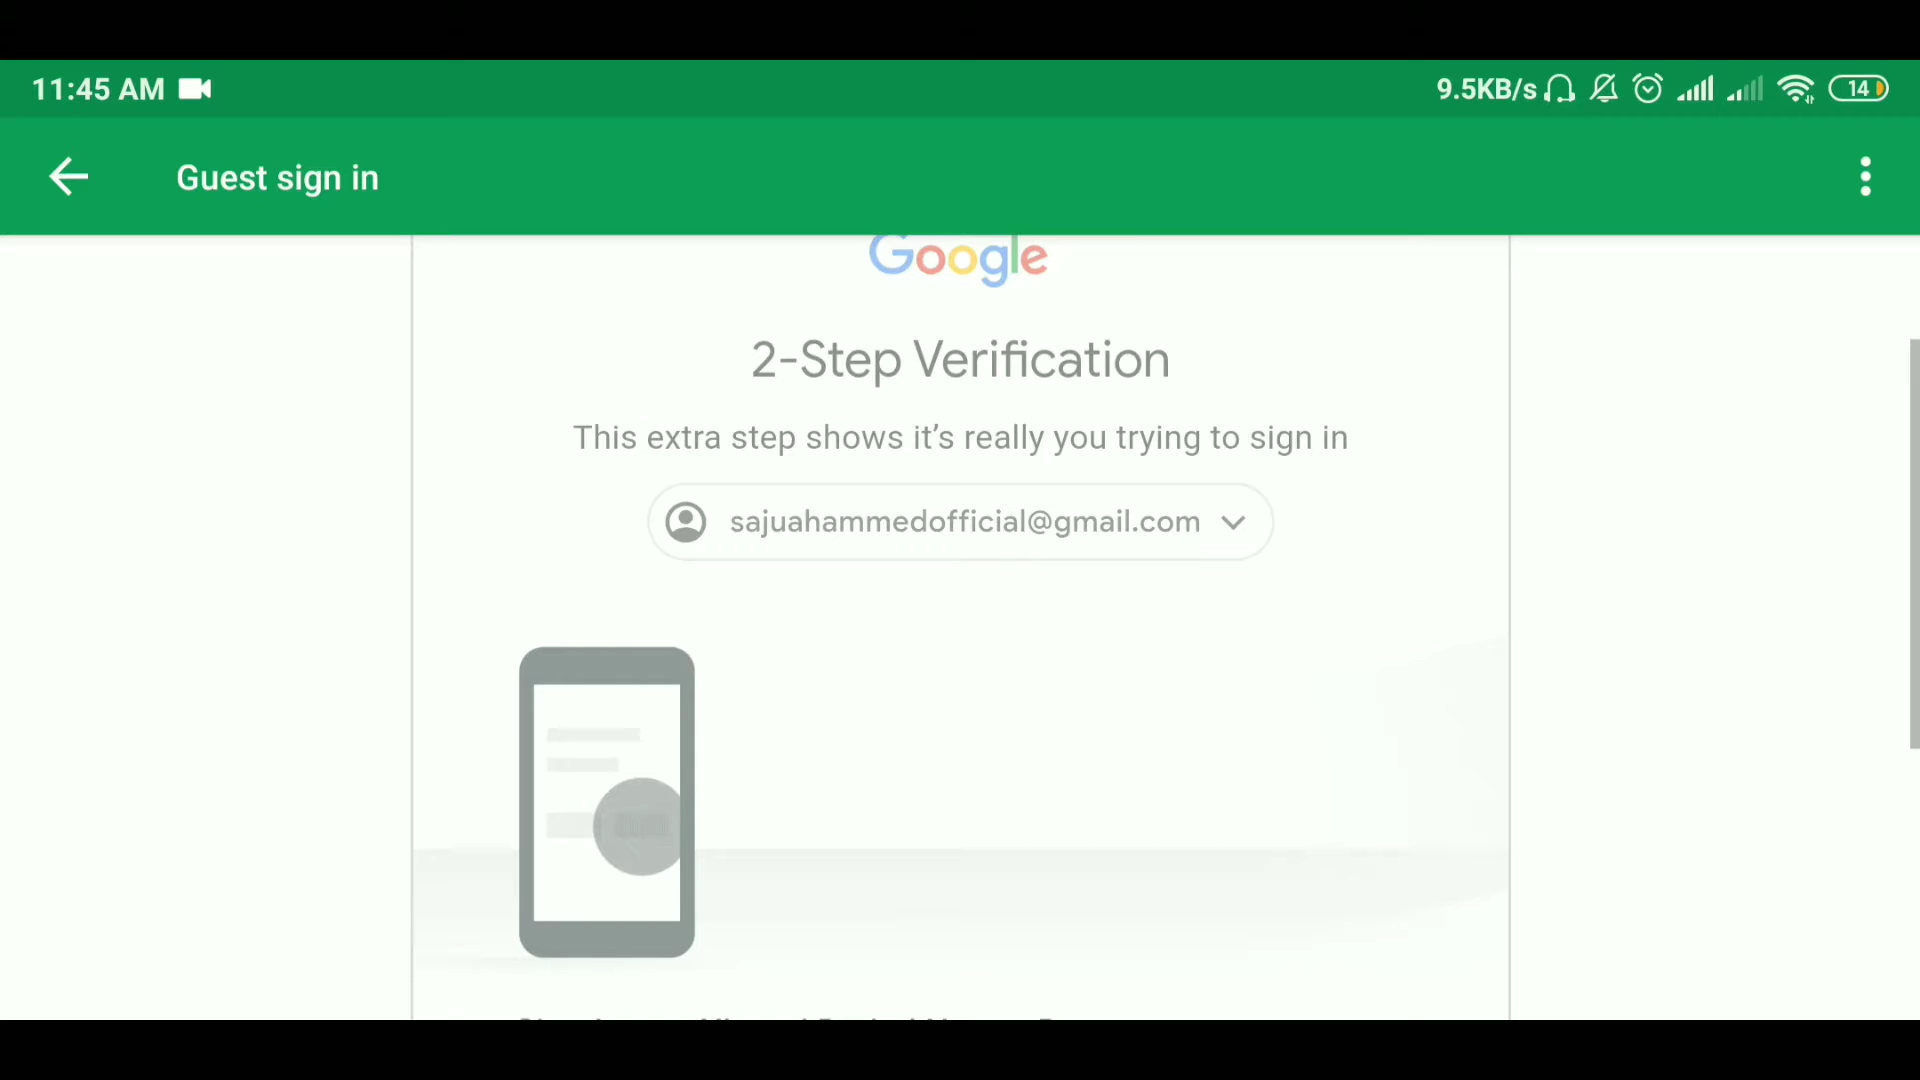 11:45 AM
9.5KB/s
14
Guest sign in
Google
2-Step Verification
This extra step shows it’s really you trying to sign in
sajuahammedofficial@gmail.com